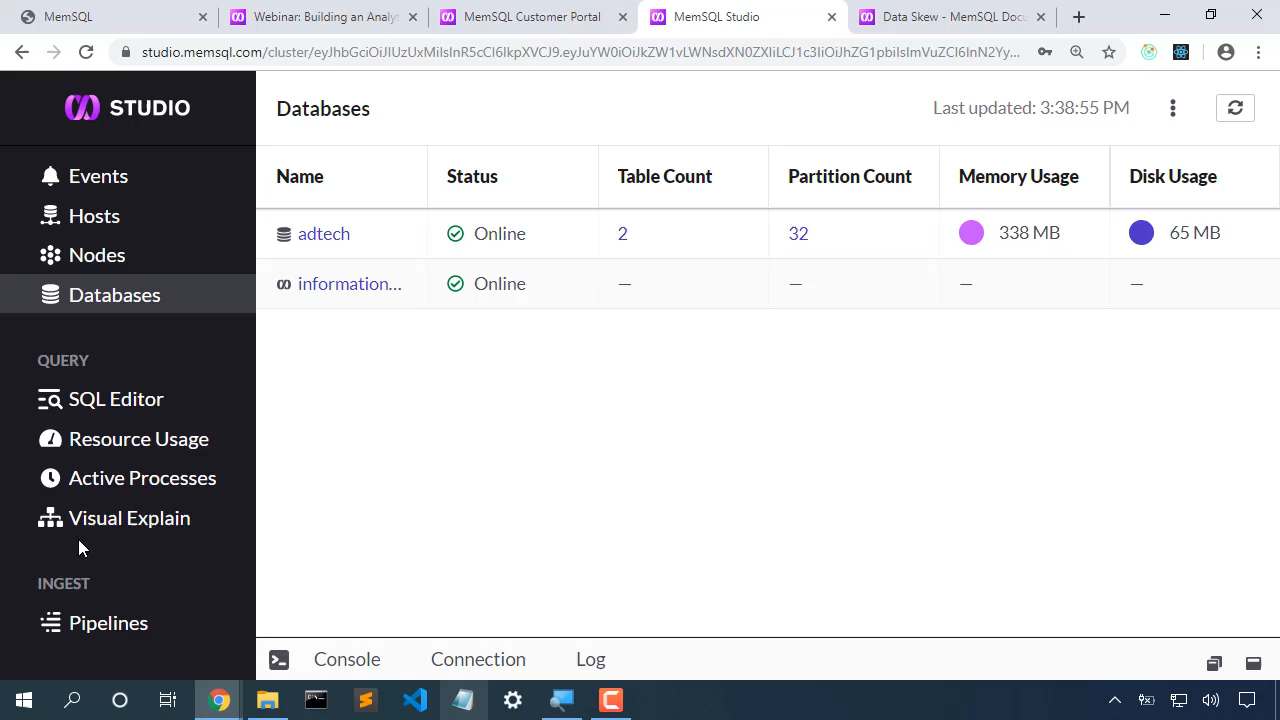 MemSQL
Webinar: Building an Analyt
MemSQL Customer Portal
MemSQL Studio
Data Skew - MemSQL Docu
studio.memsql.com/cluster/
STUDIO
Databases
Last updated: 3:38:55 PM
Events
Hosts
Nodes
Databases
QUERY
SQL Editor
Resource Usage
Active Processes
Visual Explain
INGEST
Pipelines
Name Status Table Count Partition Count Memory Usage Disk Usage
adtech Online 2 32 338 MB 65 MB
information... Online — — — —
Console Connection Log